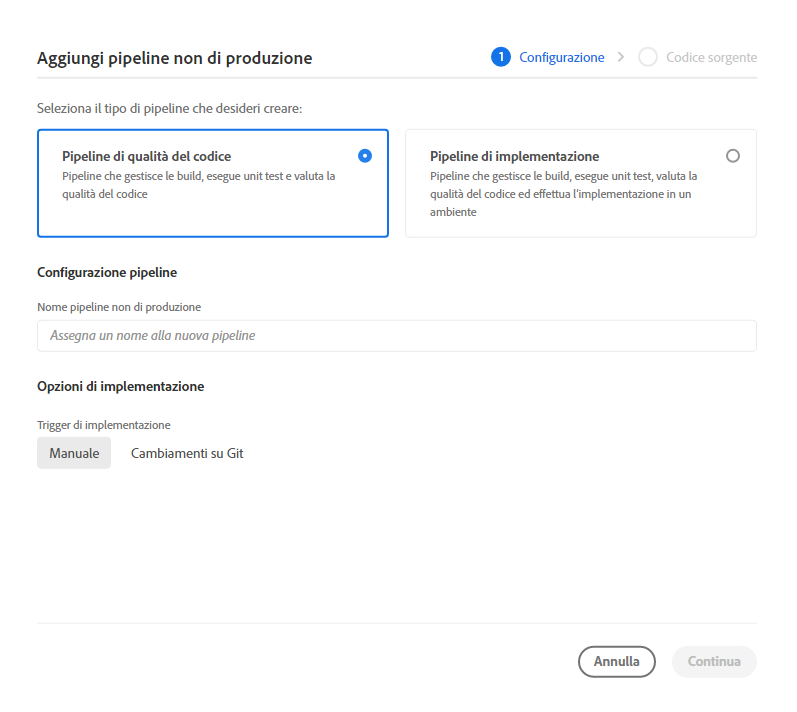 Aggiungi pipeline non di produzione
1 Configurazione > Codice sorgente
Seleziona il tipo di pipeline che desideri creare:
Pipeline di qualità del codice
Pipeline che gestisce le build, esegue unit test e valuta la
qualità del codice
Pipeline di implementazione
Pipeline che gestisce le build, esegue unit test, valuta la
qualità del codice ed effettua l'implementazione in un
ambiente
Configurazione pipeline
Nome pipeline non di produzione
Assegna un nome alla nuova pipeline
Opzioni di implementazione
Trigger di implementazione
Manuale Cambiamenti su Git
Annulla Continua